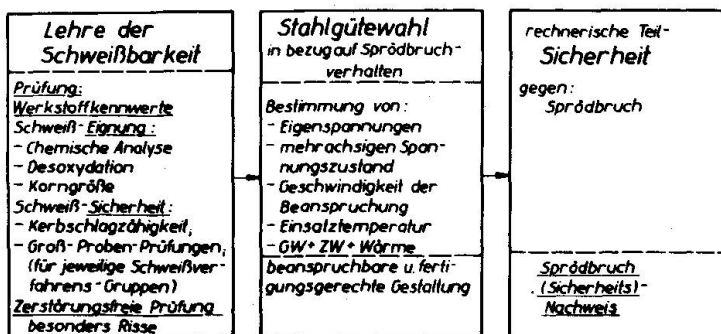 Lehre der
Schweißbarkeit
Prüfung:
Werkstoffkennwerte
Schweiß-Eignung:
- Chemische Analyse
- Desoxydation
- Korngröße
Schweiß-Sicherheit:
- Kerbschlagzähigkeit,
- Groß-Proben-Prüfungen,
(für jeweilige Schweißver-
fahrens-Gruppen)
Zerstörungsfreie Prüfung
besonders Risse
Stahlgütewahl
in bezug auf Sprödbruch-
verhalten
Bestimmung von:
- Eigenspannungen
- mehrachsigen Span-
nungszustand
- Geschwindigkeit der
Beanspruchung
- Einsatztemperatur
- GW+ ZW+ Wärme
beanspruchbare u. ferti-
gungsgerechte Gestaltung
rechnerische Teil-
Sicherheit
gegen:
Sprödbruch
Sprödbruch
(Sicherheits)-
Nachweis